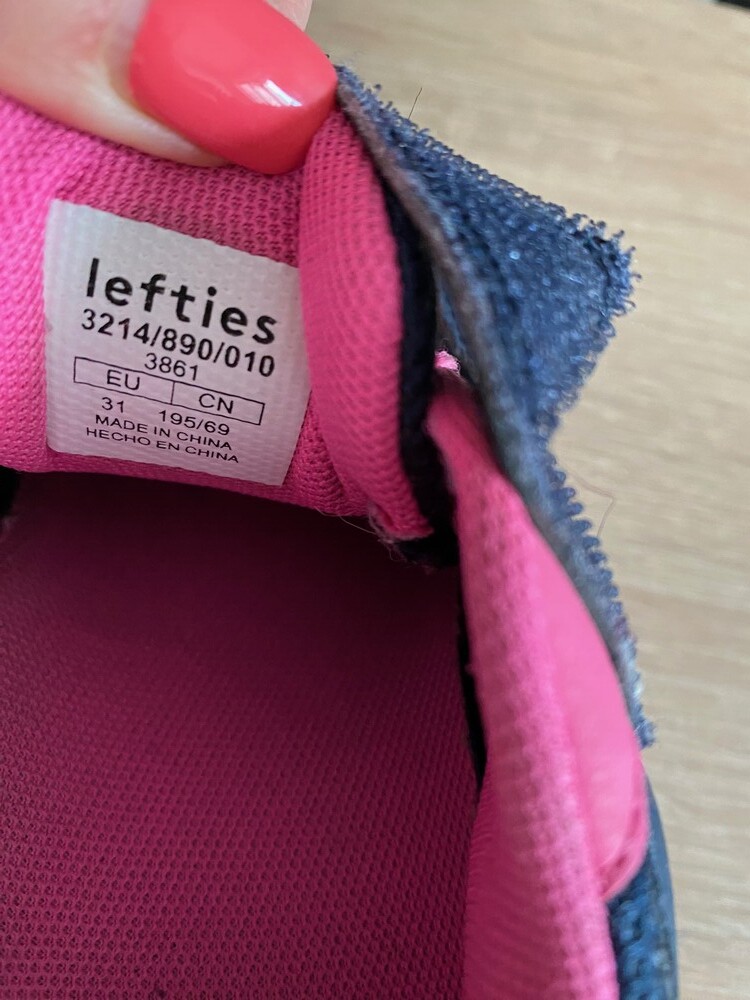 lefties
3214/890/010
3861
EU CN
31 195/69
MADE IN CHINA
HECHO EN CHINA